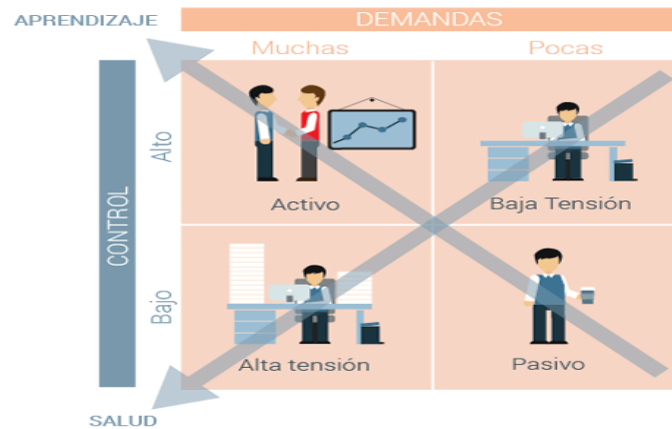 APRENDIZAJE
DEMANDAS
Muchas
Pocas
CONTROL
Alto
Activo
Baja Tensión
Bajo
Alta tensión
Pasivo
SALUD